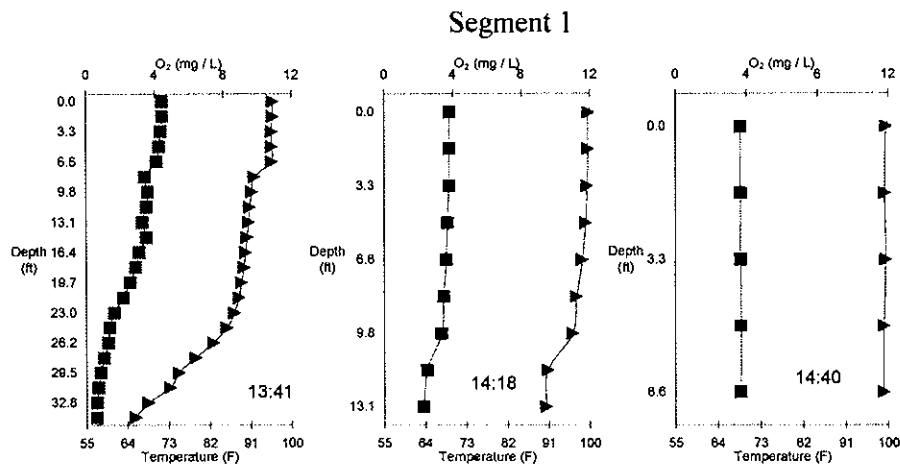 Segment 1
O₂ (mg / L)
0 4 8 12
0.0
3.3
6.5
9.8
13.1
16.4
19.7
23.0
26.2
29.5
32.8
Depth
(ft)
13:41
55 64 73 82 91 100
Temperature (F)
O₂ (mg / L)
0 4 8 12
0.0
3.3
6.6
9.8
13.1
Depth
(ft)
14:18
55 64 73 82 91 100
Temperature (F)
O₂ (mg / L)
0 4 8 12
0.0
3.3
6.6
Depth
(ft)
14:40
55 64 73 82 91 100
Temperature (F)